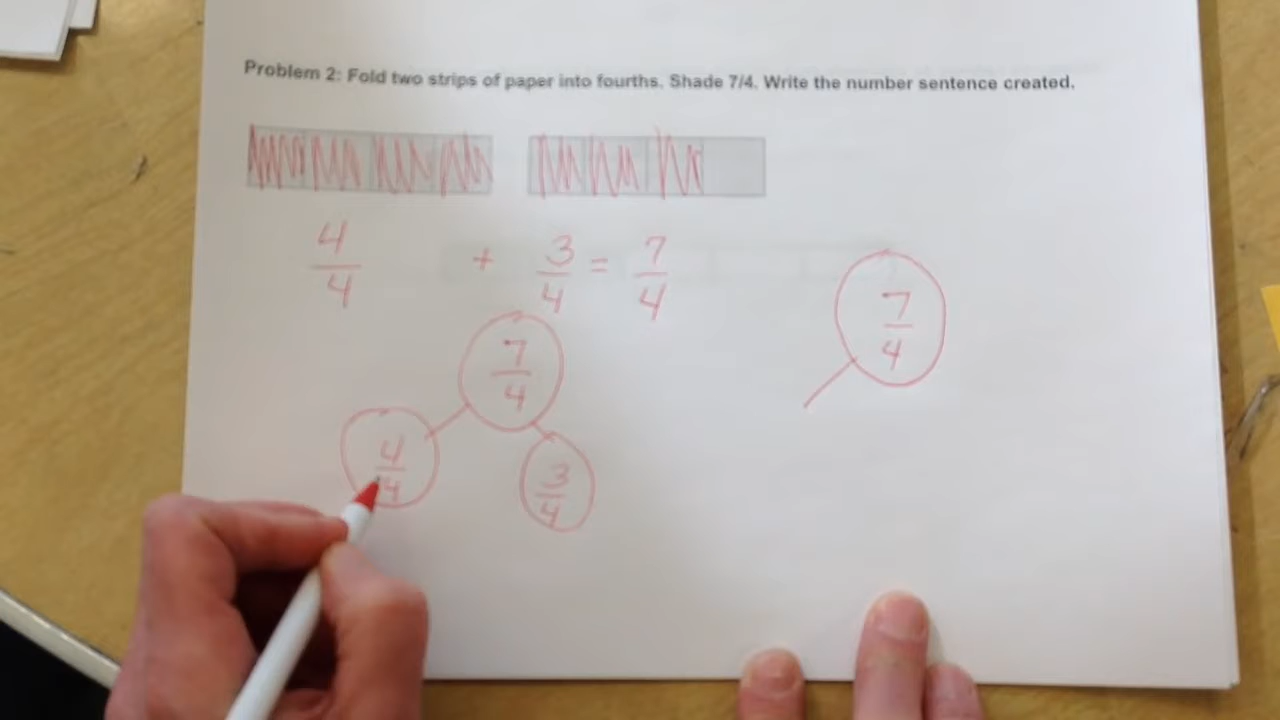 Problem 2: Fold two strips of paper into fourths. Shade 7/4. Write the number sentence created.
4/4 + 3/4 = 7/4
7/4
7/4
4/4
3/4